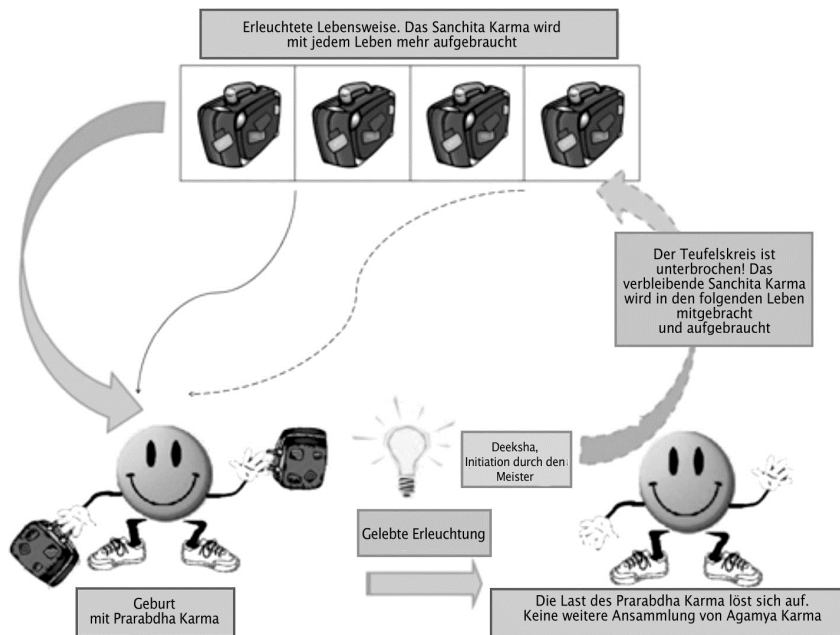 Erleuchtete Lebensweise. Das Sanchita Karma wird
mit jedem Leben mehr aufgebraucht
Der Teufelskreis ist
unterbrochen! Das
verbleibende Sanchita Karma
wird in den folgenden Leben
mitgebracht
und aufgebraucht
Deeksha,
Initiation durch den
Meister
Gelebte Erleuchtung
Geburt
mit Prarabdha Karma
Die Last des Prarabdha Karma löst sich auf.
Keine weitere Ansammlung von Agamya Karma